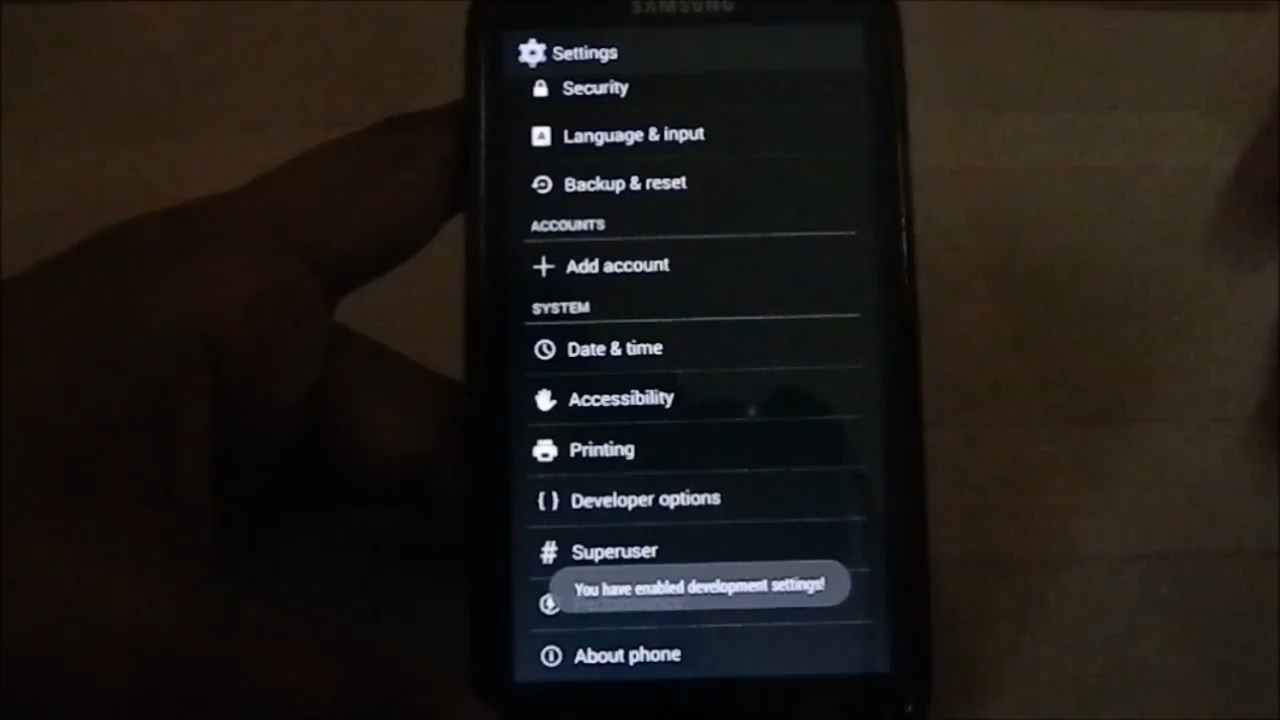 SAMSUNG
Settings
Security
Language & input
Backup & reset
ACCOUNTS
Add account
SYSTEM
Date & time
Accessibility
Printing
{ } Developer options
# Superuser
You have enabled development settings!
About phone